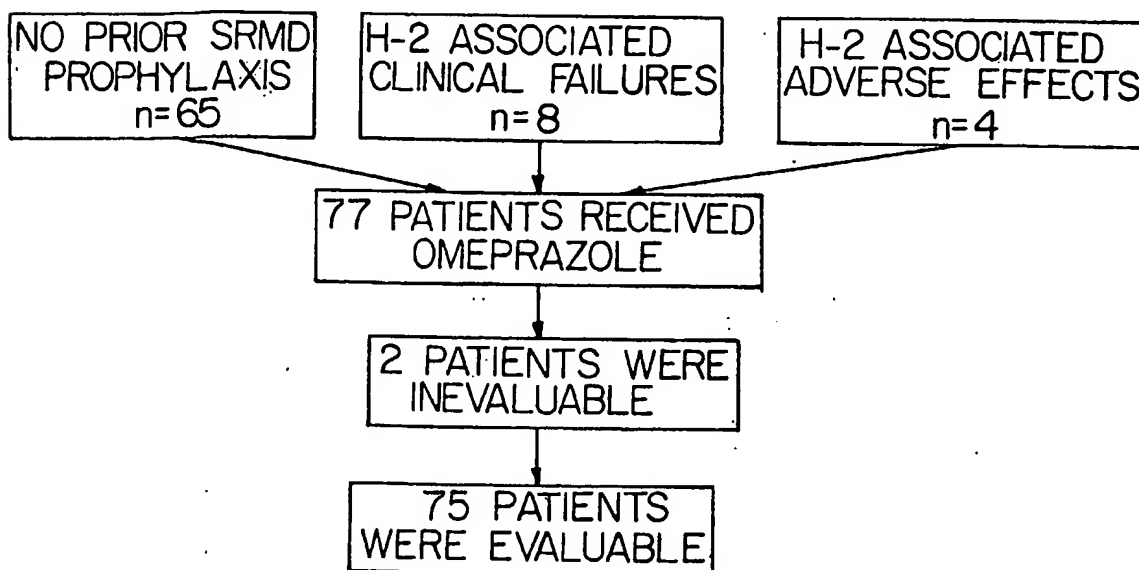 NO PRIOR SRMD
PROPHYLAXIS
n=65
H-2 ASSOCIATED
CLINICAL FAILURES
n=8
H-2 ASSOCIATED
ADVERSE EFFECTS
n=4
77 PATIENTS RECEIVED
OMEPRAZOLE
2 PATIENTS WERE
INEVALUABLE
75 PATIENTS
WERE EVALUABLE